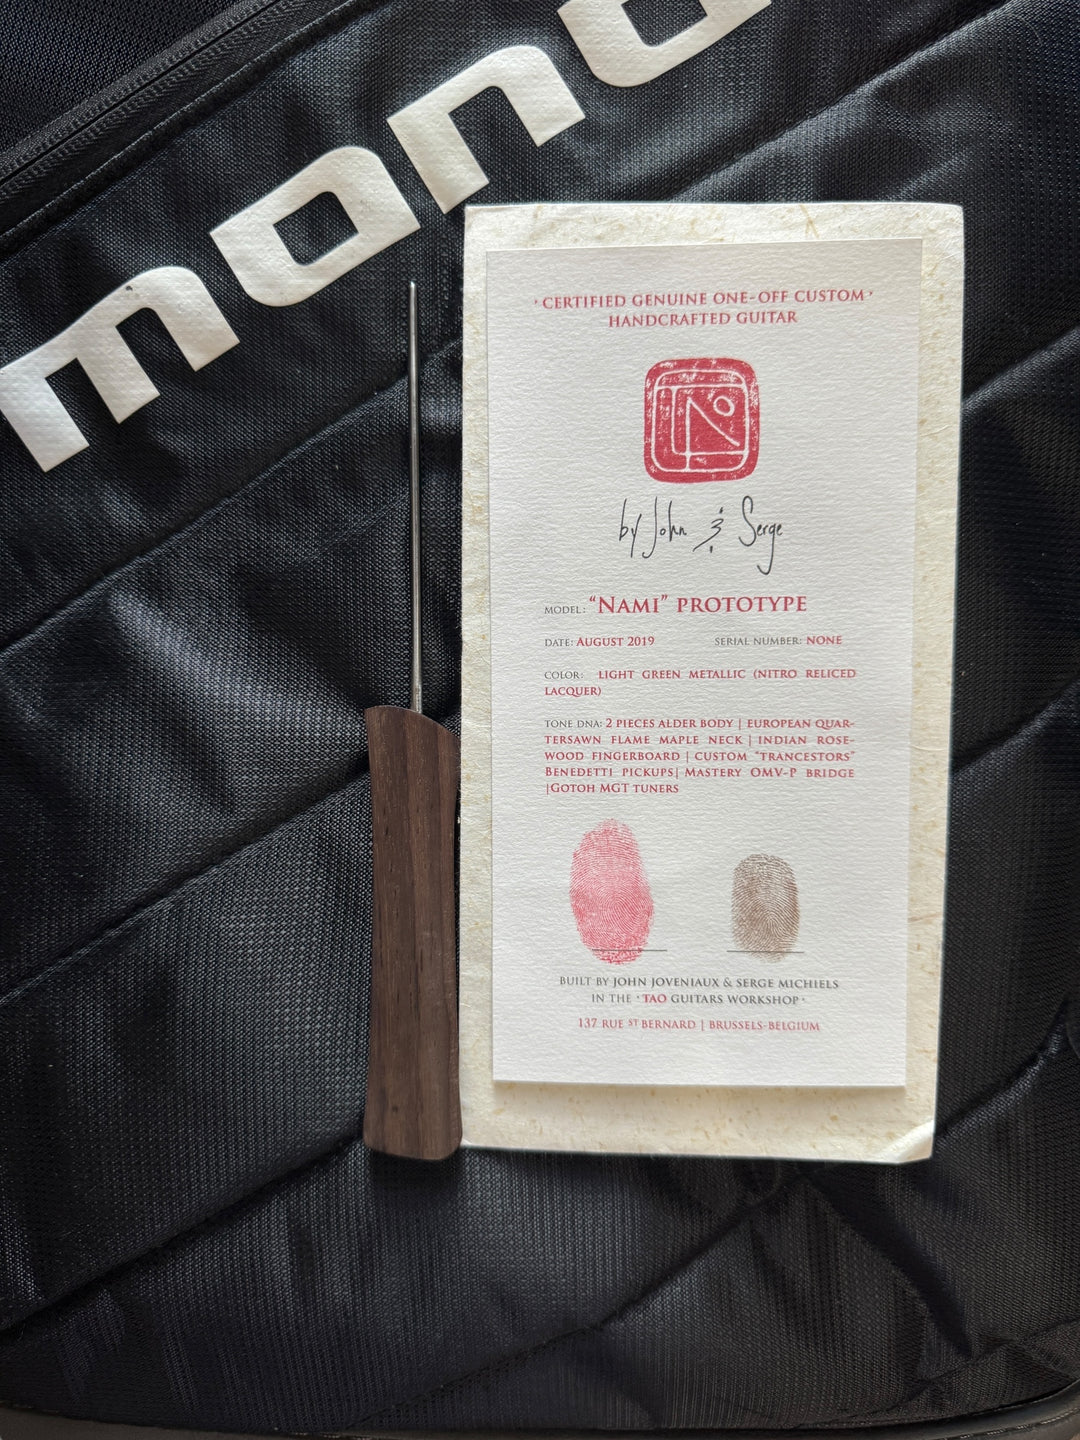 mono
' CERTIFIED GENUINE ONE-OFF CUSTOM '
HANDCRAFTED GUITAR
by John & Serge
MODEL: “NAMI” PROTOTYPE
DATE: AUGUST 2019 SERIAL NUMBER: NONE
COLOR: LIGHT GREEN METALLIC (NITRO RELICED
LACQUER)
TONE DNA: 2 PIECES ALDER BODY | EUROPEAN QUAR-
TERSAWN FLAME MAPLE NECK | INDIAN ROSE-
WOOD FINGERBOARD | CUSTOM “TRANCESTORS”
BENEDETTI PICKUPS| MASTERY OMV-P BRIDGE
|GOTOH MGT TUNERS
BUILT BY JOHN JOVENIAUX & SERGE MICHIELS
IN THE ' TAO GUITARS WORKSHOP '
137 RUE ST BERNARD | BRUSSELS-BELGIUM